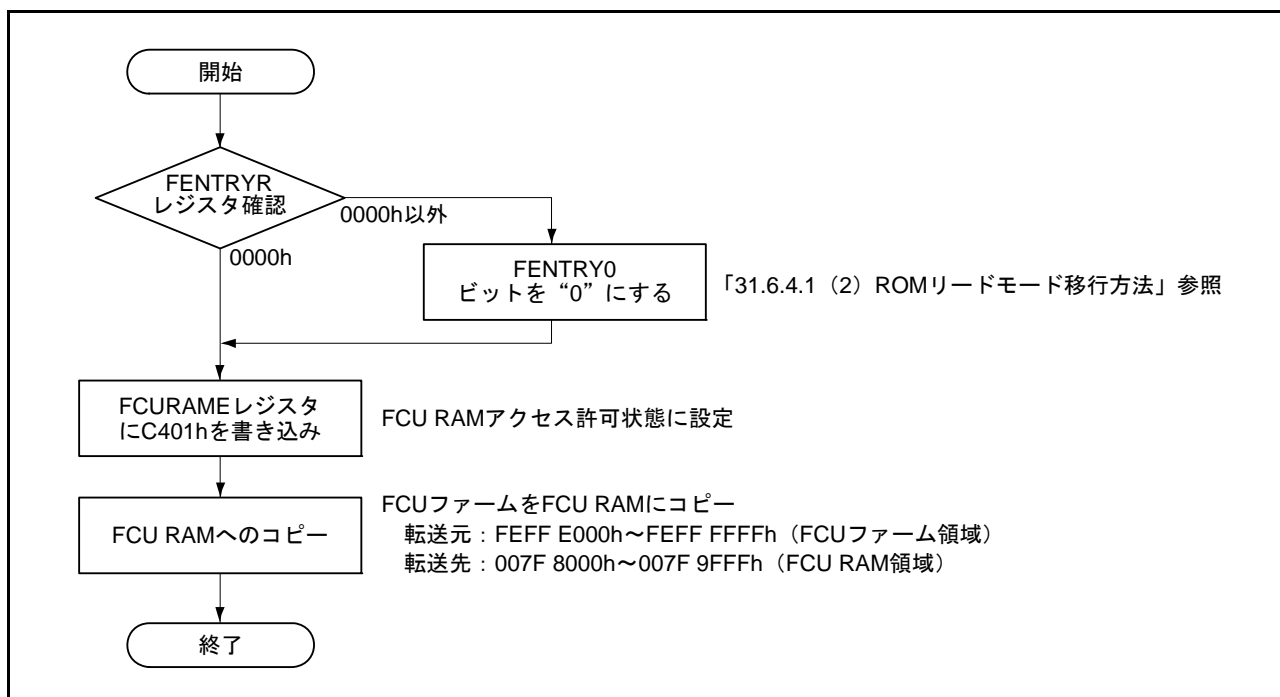 開始
FENTRYR
レジスタ確認
0000h以外
0000h
FENTRY0
ビットを“0”にする
「31.6.4.1（2）ROMリードモード移行方法」参照
FCURAMEレジスタ
にC401hを書き込み
FCU RAMアクセス許可状態に設定
FCU RAMへのコピー
FCUファームをFCU RAMにコピー
転送元：FEFF E000h～FEFF FFFFh（FCUファーム領域）
転送先：007F 8000h～007F 9FFFh（FCU RAM領域）
終了